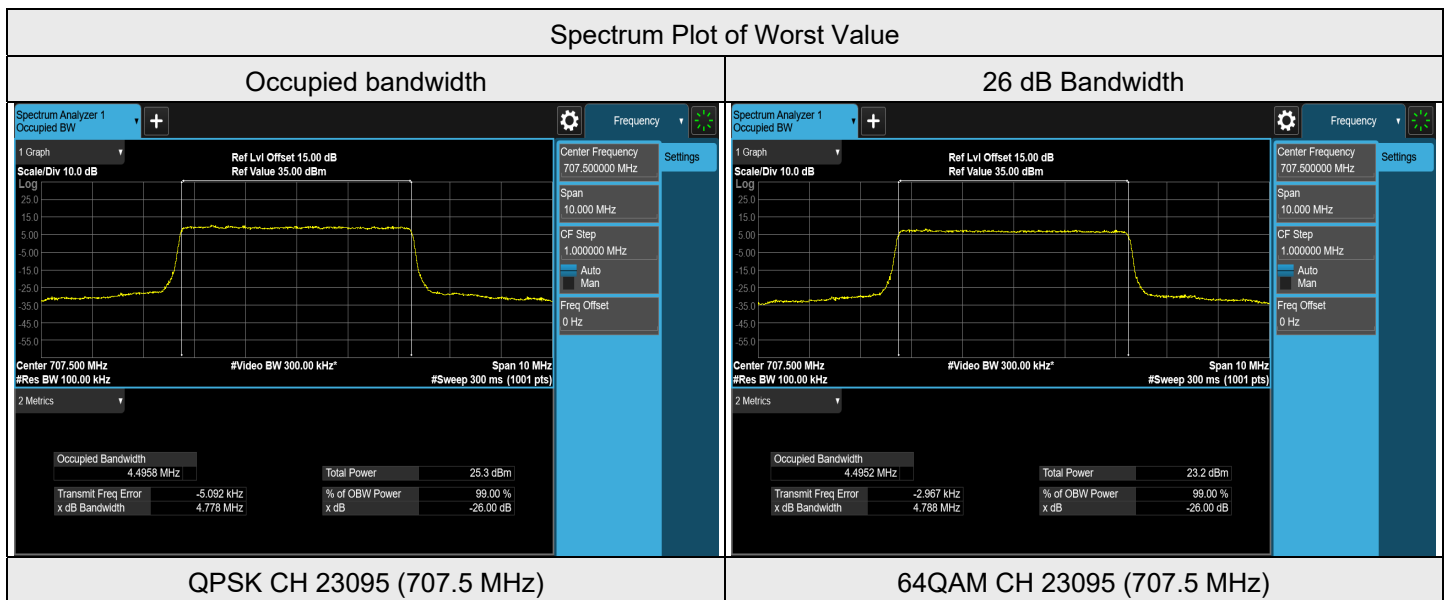 Spectrum Plot of Worst Value
Occupied bandwidth
26 dB Bandwidth
Spectrum Analyzer 1
Occupied BW
+
Frequency
1 Graph
Ref Lvl Offset 15.00 dB
Scale/Div 10.0 dB
Ref Value 35.00 dBm
Log
25.0
15.0
5.00
-5.00
-15.0
-25.0
-35.0
-45.0
-55.0
Center 707.500 MHz
#Video BW 300.00 kHz*
Span 10 MHz
#Res BW 100.00 kHz
#Sweep 300 ms (1001 pts)
Center Frequency
707.500000 MHz
Settings
Span
10.000 MHz
CF Step
1.000000 MHz
Auto
Man
Freq Offset
0 Hz
2 Metrics
Occupied Bandwidth
4.4958 MHz
Total Power 25.3 dBm
Transmit Freq Error -5.092 kHz
% of OBW Power 99.00 %
x dB Bandwidth 4.778 MHz
x dB -26.00 dB
Spectrum Analyzer 1
Occupied BW
+
Frequency
1 Graph
Ref Lvl Offset 15.00 dB
Scale/Div 10.0 dB
Ref Value 35.00 dBm
Log
25.0
15.0
5.00
-5.00
-15.0
-25.0
-35.0
-45.0
-55.0
Center 707.500 MHz
#Video BW 300.00 kHz*
Span 10 MHz
#Res BW 100.00 kHz
#Sweep 300 ms (1001 pts)
Center Frequency
707.500000 MHz
Settings
Span
10.000 MHz
CF Step
1.000000 MHz
Auto
Man
Freq Offset
0 Hz
2 Metrics
Occupied Bandwidth
4.4952 MHz
Total Power 23.2 dBm
Transmit Freq Error -2.967 kHz
% of OBW Power 99.00 %
x dB Bandwidth 4.788 MHz
x dB -26.00 dB
QPSK CH 23095 (707.5 MHz)
64QAM CH 23095 (707.5 MHz)